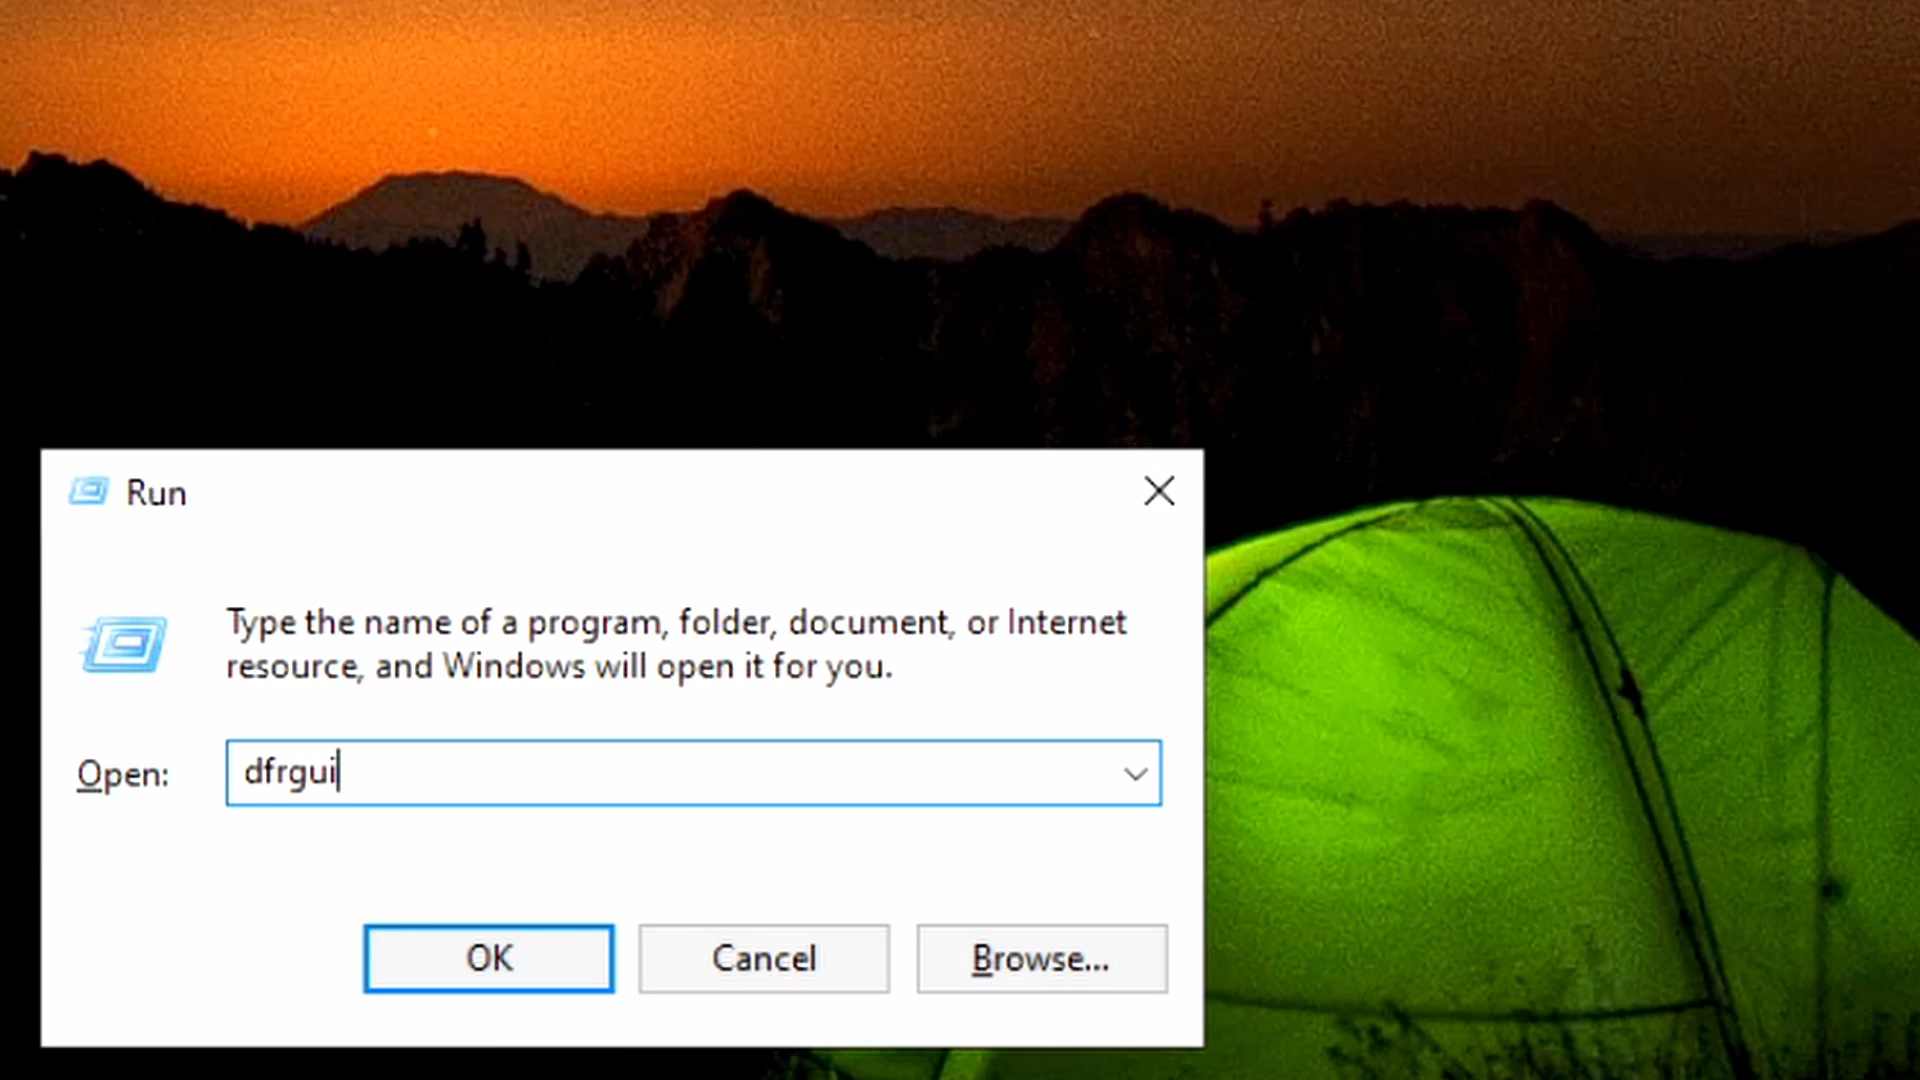 Run
Type the name of a program, folder, document, or Internet
resource, and Windows will open it for you.
Open: dfrgui
OK Cancel Browse...